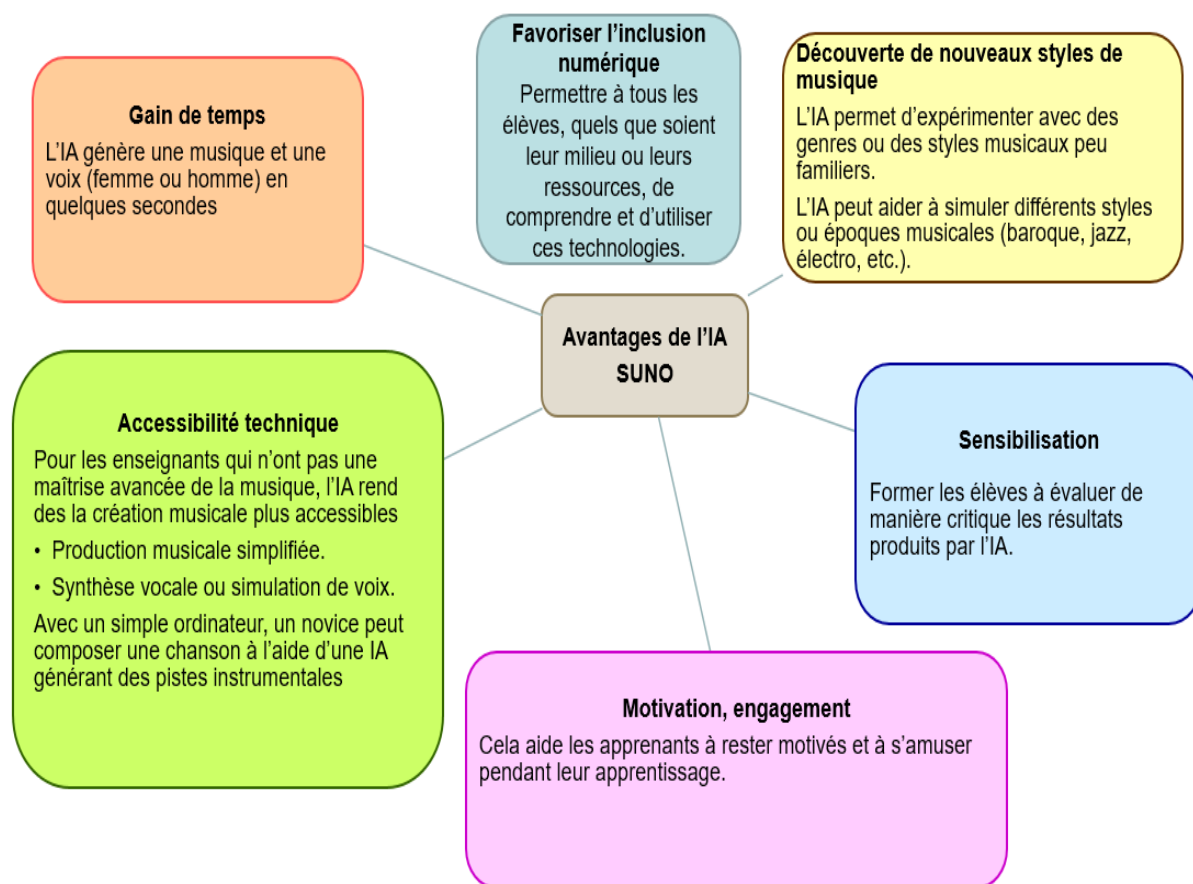 Favoriser l’inclusion
numérique
Permettre à tous les
élèves, quels que soient
leur milieu ou leurs
ressources, de
comprendre et d’utiliser
ces technologies.
Découverte de nouveaux styles de
musique
L’IA permet d’expérimenter avec des
genres ou des styles musicaux peu
familiers.
L’IA peut aider à simuler différents styles
ou époques musicales (baroque, jazz,
électro, etc.).
Gain de temps
L’IA génère une musique et une
voix (femme ou homme) en
quelques secondes
Avantages de l’IA
SUNO
Accessibilité technique
Pour les enseignants qui n’ont pas une
maîtrise avancée de la musique, l’IA rend
des la création musicale plus accessibles
• Production musicale simplifiée.
• Synthèse vocale ou simulation de voix.
Avec un simple ordinateur, un novice peut
composer une chanson à l’aide d’une IA
générant des pistes instrumentales
Sensibilisation
Former les élèves à évaluer de
manière critique les résultats
produits par l’IA.
Motivation, engagement
Cela aide les apprenants à rester motivés et à s’amuser
pendant leur apprentissage.